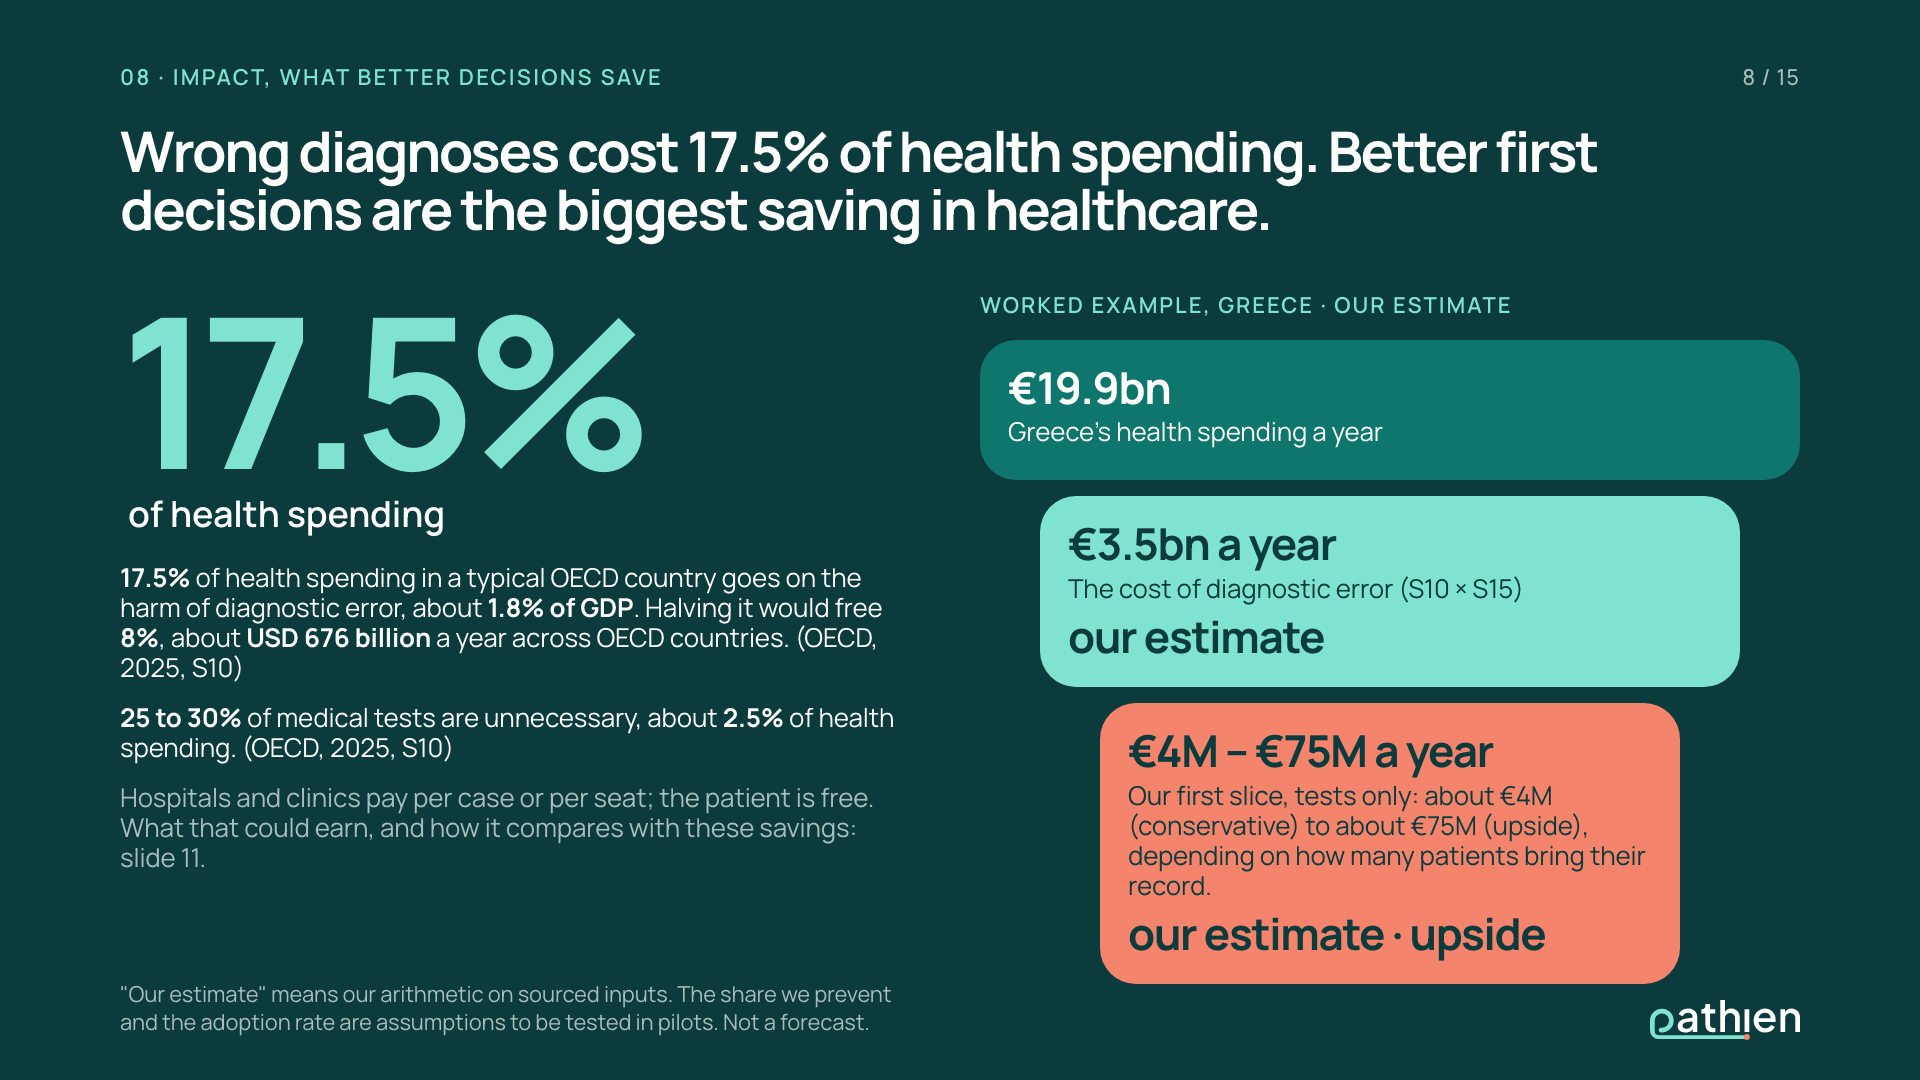 08 · IMPACT, WHAT BETTER DECISIONS SAVE
8 / 15
Wrong diagnoses cost 17.5% of health spending. Better first
decisions are the biggest saving in healthcare.
17.5%
of health spending
17.5% of health spending in a typical OECD country goes on the
harm of diagnostic error, about 1.8% of GDP. Halving it would free
8%, about USD 676 billion a year across OECD countries. (OECD,
2025, S10)
25 to 30% of medical tests are unnecessary, about 2.5% of health
spending. (OECD, 2025, S10)
Hospitals and clinics pay per case or per seat; the patient is free.
What that could earn, and how it compares with these savings:
slide 11.
"Our estimate" means our arithmetic on sourced inputs. The share we prevent
and the adoption rate are assumptions to be tested in pilots. Not a forecast.
WORKED EXAMPLE, GREECE · OUR ESTIMATE
€19.9bn
Greece's health spending a year
€3.5bn a year
The cost of diagnostic error (S10 × S15)
our estimate
€4M – €75M a year
Our first slice, tests only: about €4M
(conservative) to about €75M (upside),
depending on how many patients bring their
record.
our estimate · upside
pathien